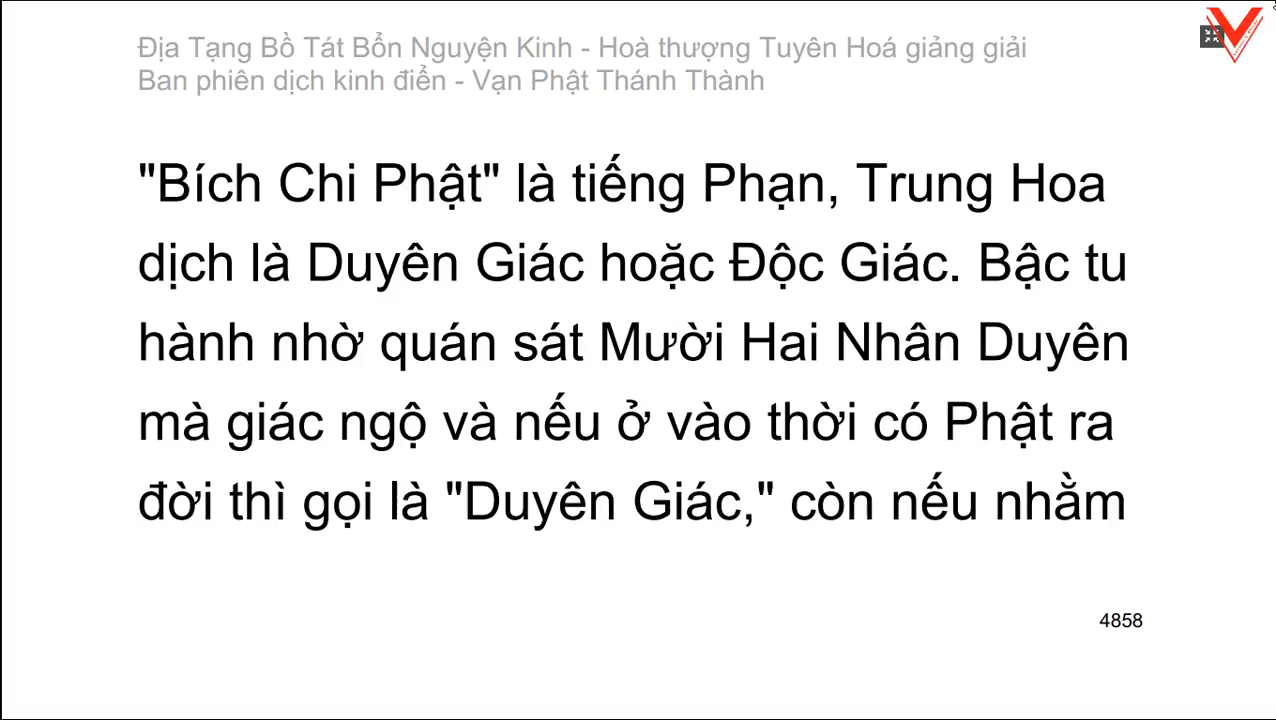 Địa Tạng Bồ Tát Bổn Nguyện Kinh - Hoà thượng Tuyên Hoá giảng giải
Ban phiên dịch kinh điển - Vạn Phật Thánh Thành
"Bích Chi Phật" là tiếng Phạn, Trung Hoa
dịch là Duyên Giác hoặc Độc Giác. Bậc tu
hành nhờ quán sát Mười Hai Nhân Duyên
mà giác ngộ và nếu ở vào thời có Phật ra
đời thì gọi là "Duyên Giác," còn nếu nhằm
4858